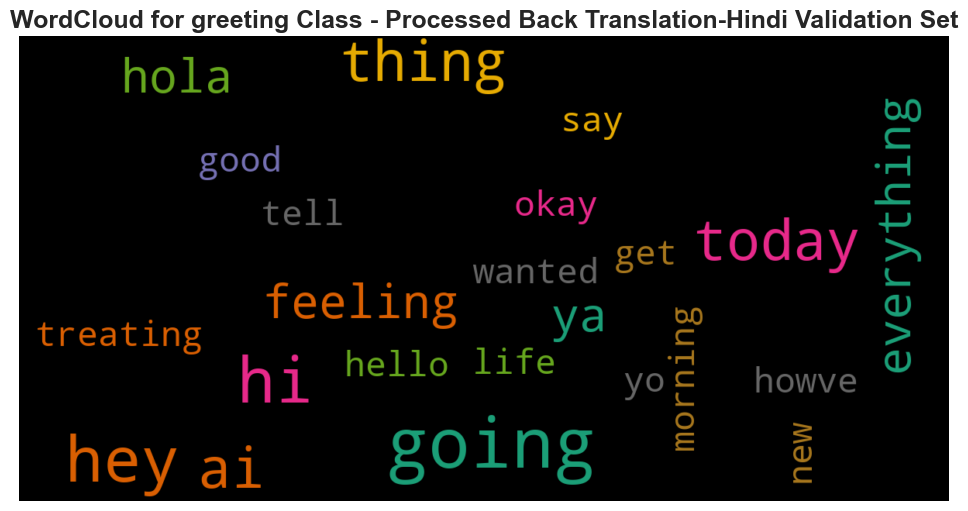 WordCloud for greeting Class - Processed Back Translation-Hindi Validation Set
thing
hola
say
everything
good
okay
tell
today
get
wanted
feeling
ya
treating
morning
hello
life
hi
yo
howve
going
new
hey
ai